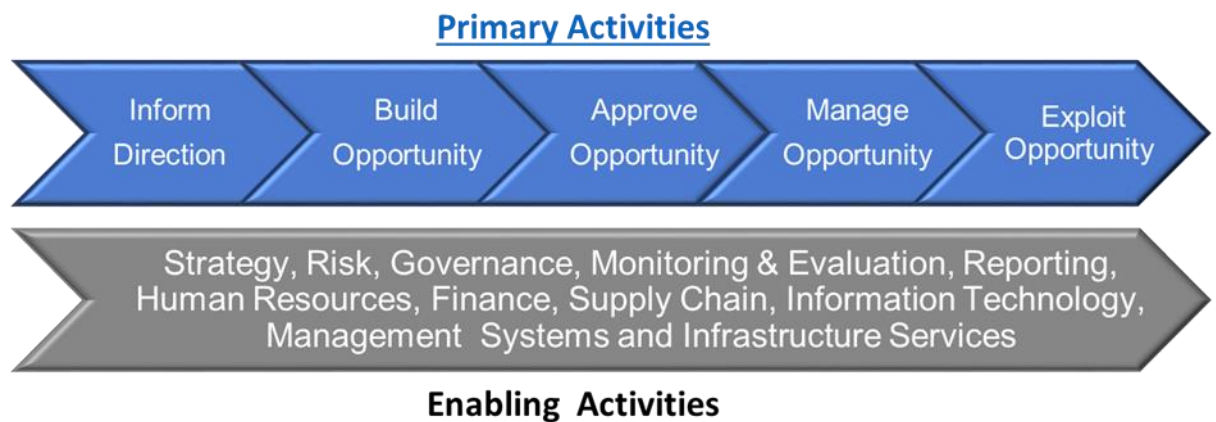 Primary Activities
Inform
Direction
Build
Opportunity
Approve
Opportunity
Manage
Opportunity
Exploit
Opportunity
Strategy, Risk, Governance, Monitoring & Evaluation, Reporting,
Human Resources, Finance, Supply Chain, Information Technology,
Management Systems and Infrastructure Services
Enabling Activities